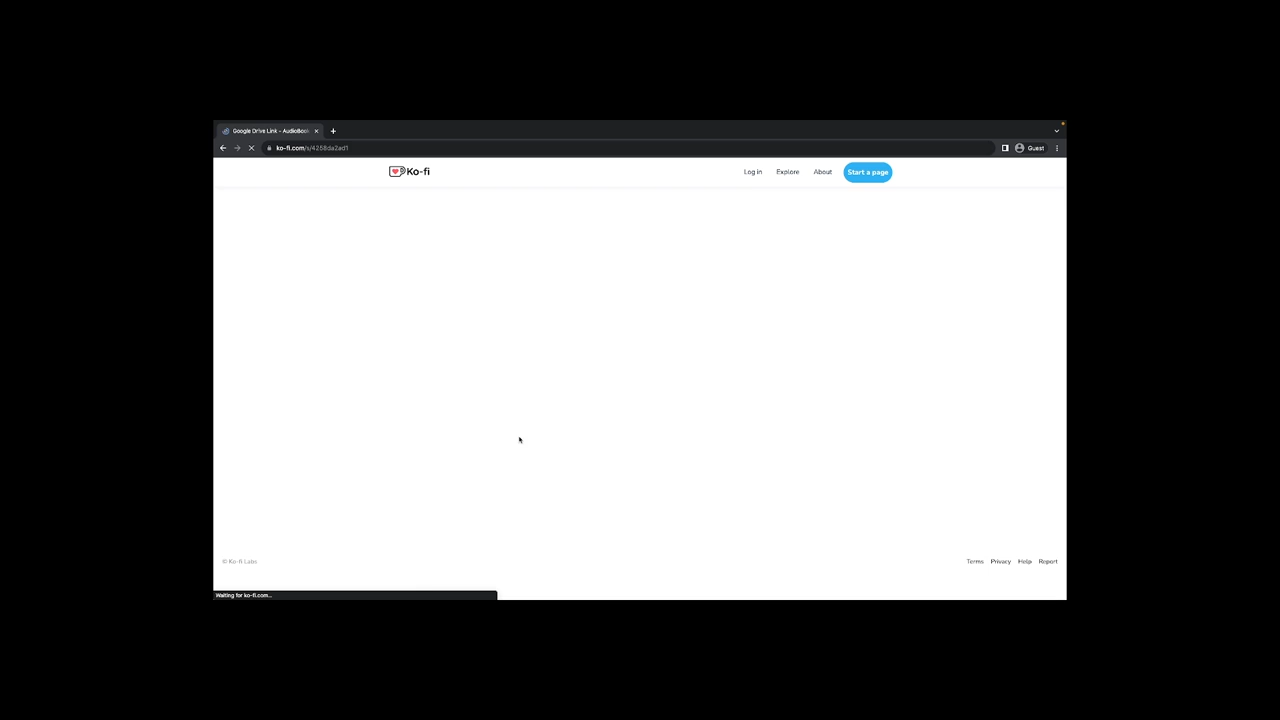 Google Drive Link - AudioBook
ko-fi.com/s/4258da2ad1
Guest
Ko-fi
Log in
Explore
About
Start a page
© Ko-fi Labs
Terms
Privacy
Help
Report
Waiting for ko-fi.com...